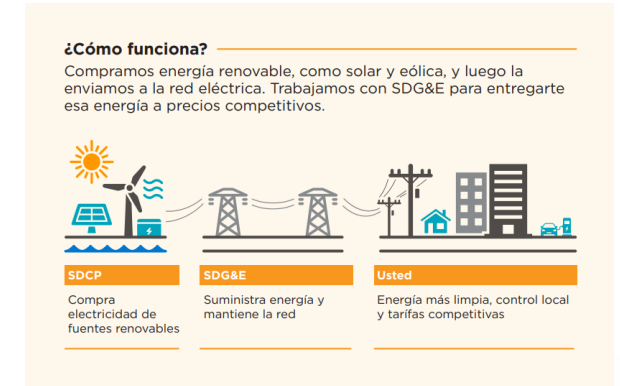 ¿Cómo funciona?
Compramos energía renovable, como solar y eólica, y luego la
enviamos a la red eléctrica. Trabajamos con SDG&E para entregarte
esa energía a precios competitivos.
SDCP
Compra
electricidad de
fuentes renovables
SDG&E
Suministra energía y
mantiene la red
Usted
Energía más limpia, control local
y tarífas competitivas